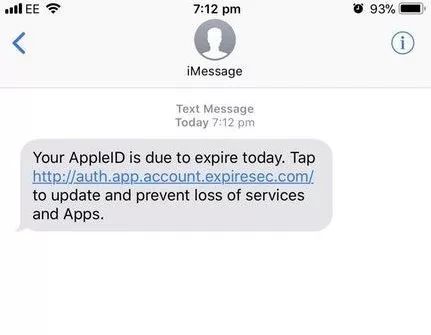 EE 7:12 pm 93%
iMessage
Text Message
Today 7:12 pm
Your AppleID is due to expire today. Tap
http://auth.app.account.expiresec.com/
to update and prevent loss of services
and Apps.